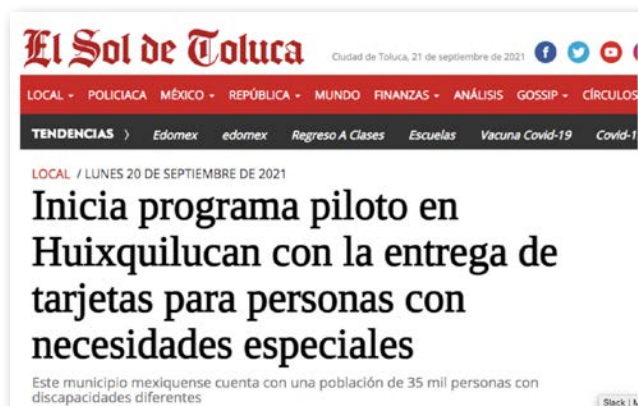 El Sol de Toluca
Ciudad de Toluca, 21 de septiembre de 2021
LOCAL POLICIACA MÉXICO REPÚBLICA MUNDO FINANZAS ANÁLISIS GOSSIP CÍRCULOS
TENDENCIAS 〉 Edomex edomex Regreso A Clases Escuelas Vacuna Covid-19 Covid-1
LOCAL / LUNES 20 DE SEPTIEMBRE DE 2021
Inicia programa piloto en
Huixquilucan con la entrega de
tarjetas para personas con
necesidades especiales
Este municipio mexiquense cuenta con una población de 35 mil personas con
discapacidades diferentes
Slack | M